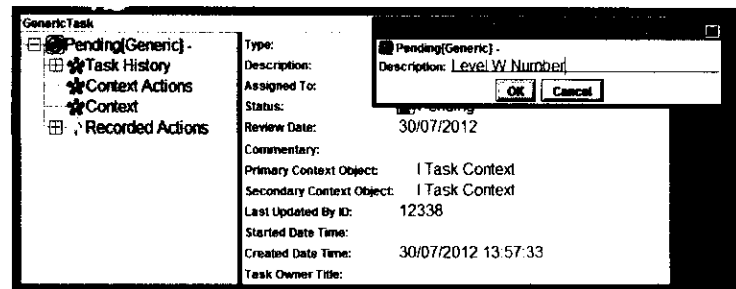 GenericTask
Pending[Generic] -
Task History
Context Actions
Context
Recorded Actions
Type:
Description:
Assigned To:
Status: Pending
Review Date: 30/07/2012
Commentary:
Primary Context Object: I Task Context
Secondary Context Object: I Task Context
Last Updated By ID: 12338
Started Date Time:
Created Date Time: 30/07/2012 13:57:33
Task Owner Title:
Pending[Generic] -
Description: Level W Number
OK Cancel